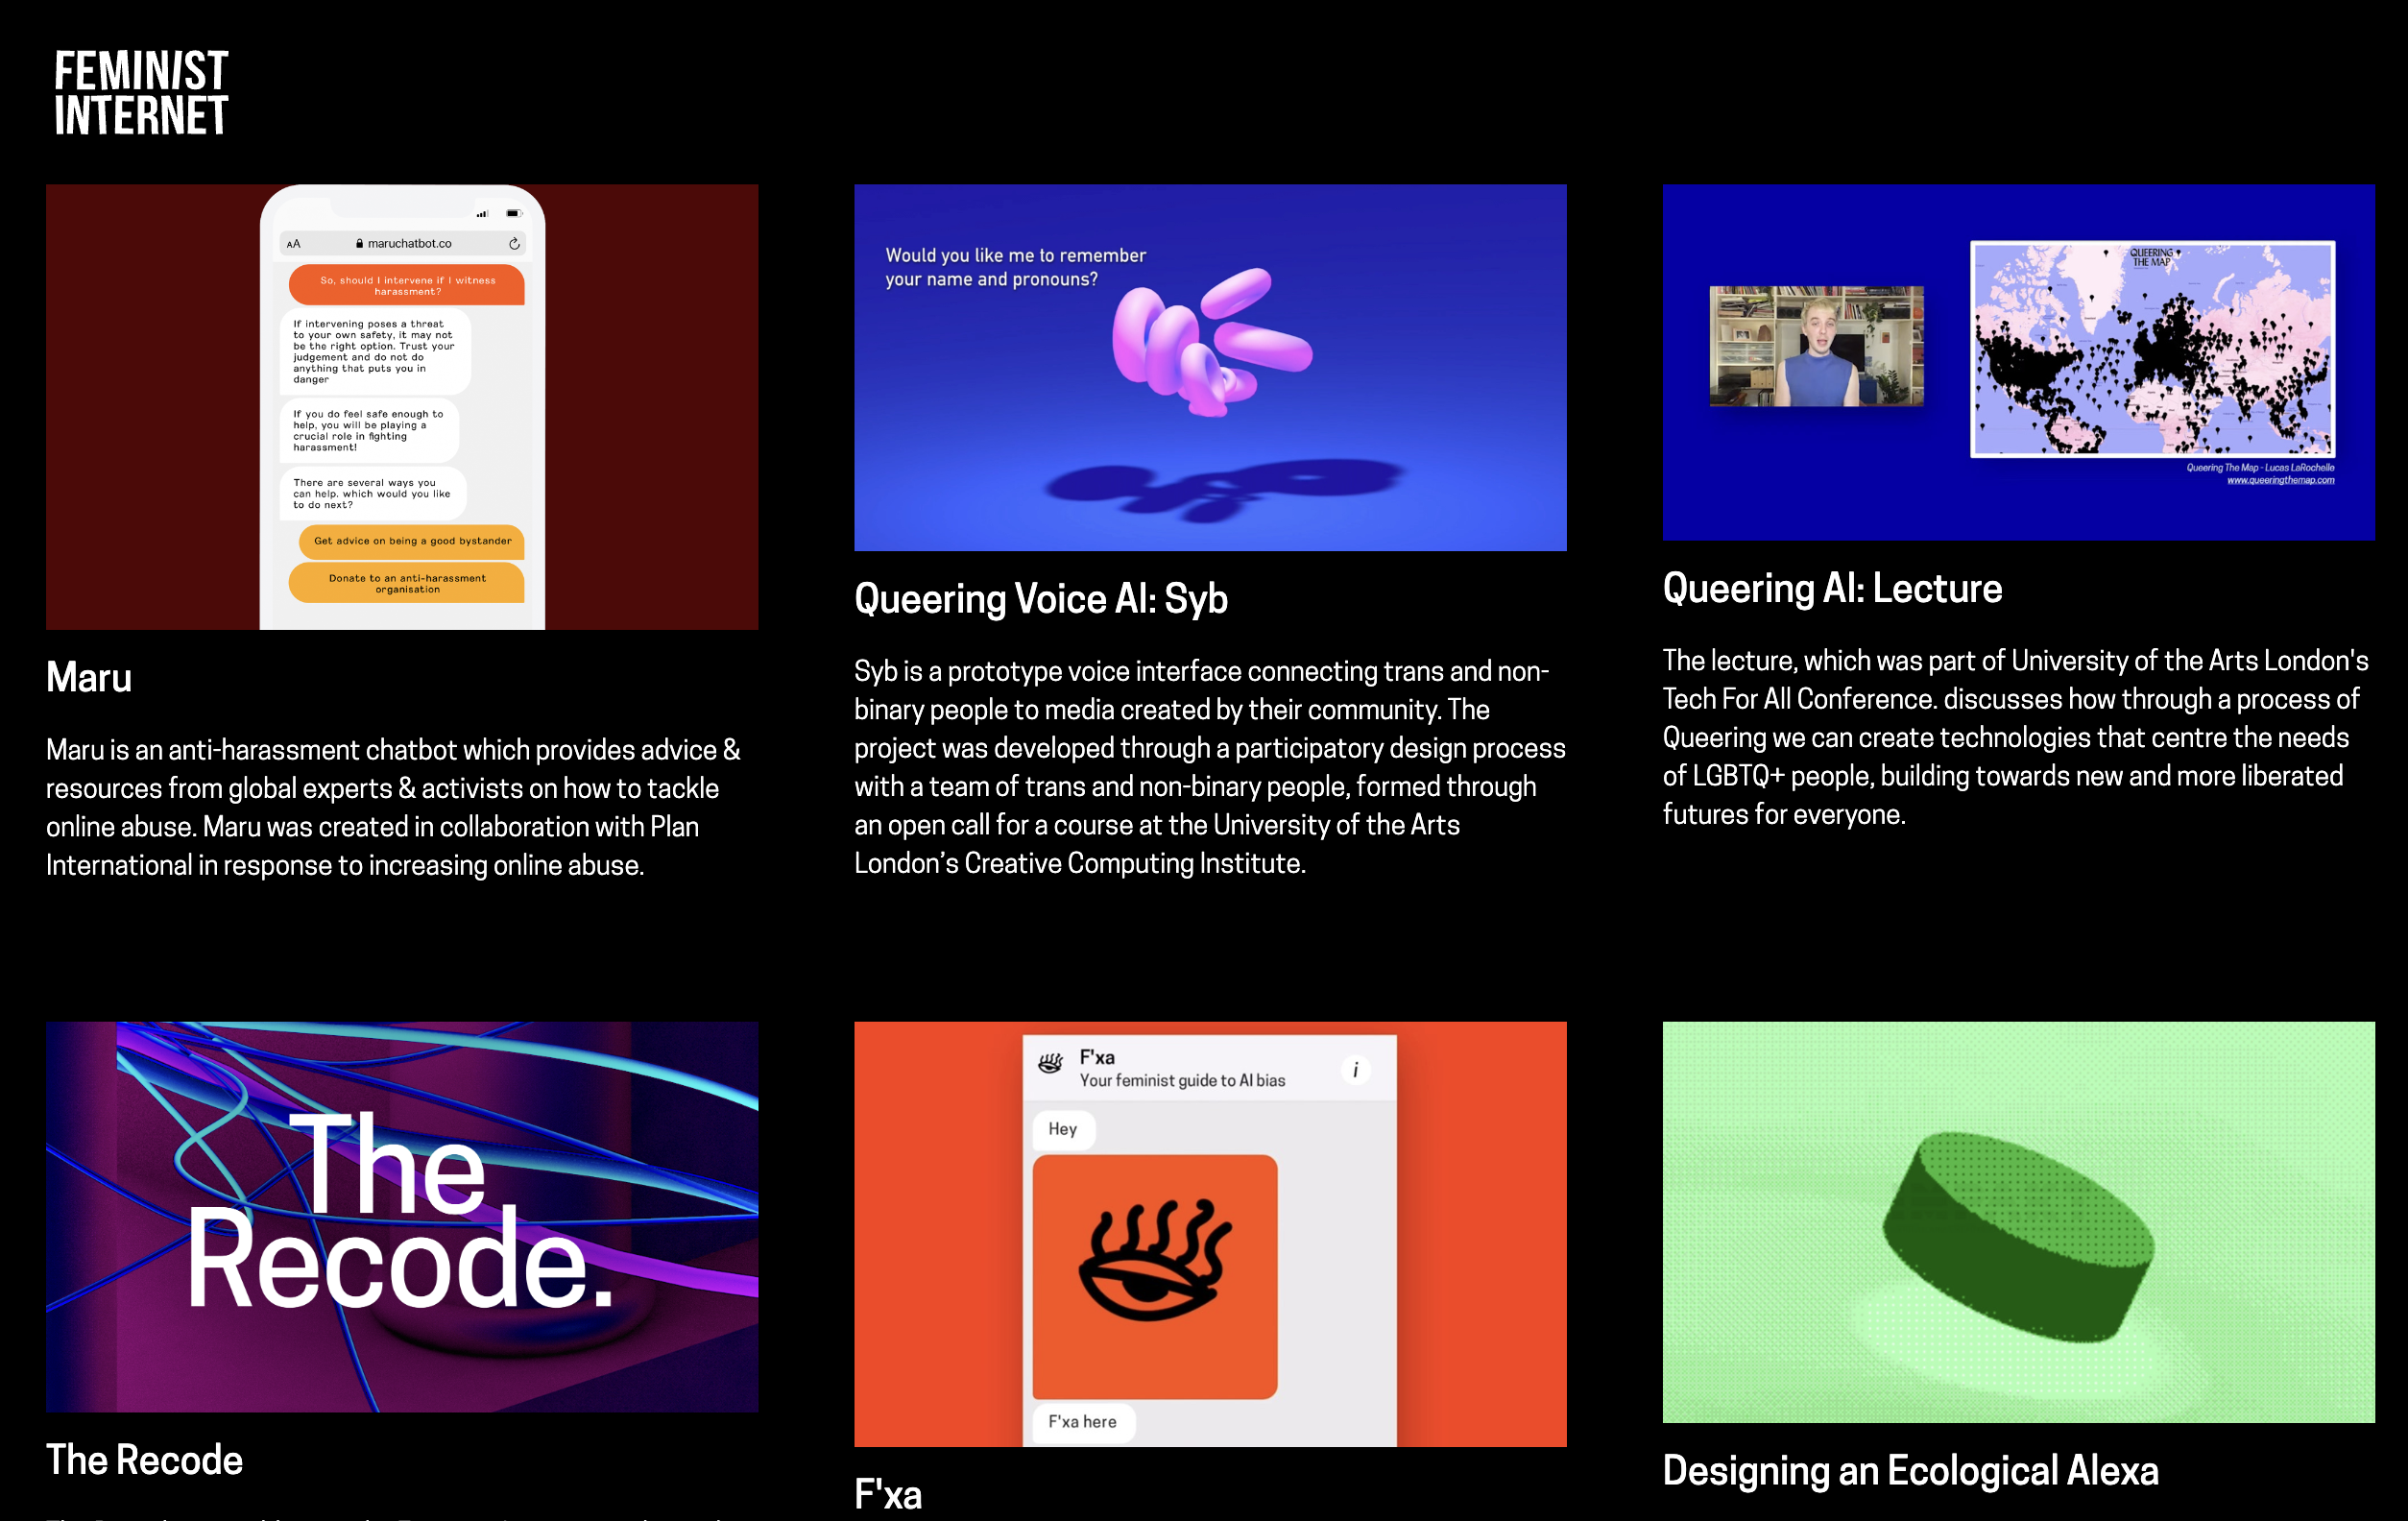 FEMINIST
INTERNET
AA maruchatbot.co
So, should I intervene if I witness
harassment?
If intervening poses a threat
to your own safety, it may not
be the right option. Trust your
judgement and do not do
anything that puts you in
danger
If you do feel safe enough to
help, you will be playing a
crucial role in fighting
harassment!
There are several ways you
can help. which would you like
to do next?
Get advice on being a good bystander
Donate to an anti-harassment
organisation
Maru
Maru is an anti-harassment chatbot which provides advice &
resources from global experts & activists on how to tackle
online abuse. Maru was created in collaboration with Plan
International in response to increasing online abuse.
Would you like me to remember
your name and pronouns?
Queering Voice AI: Syb
Syb is a prototype voice interface connecting trans and non-
binary people to media created by their community. The
project was developed through a participatory design process
with a team of trans and non-binary people, formed through
an open call for a course at the University of the Arts
London’s Creative Computing Institute.
QUEERING
THE MAP
Queering The Map - Lucas LaRochelle
www.queeringthemap.com
Queering AI: Lecture
The lecture, which was part of University of the Arts London's
Tech For All Conference. discusses how through a process of
Queering we can create technologies that centre the needs
of LGBTQ+ people, building towards new and more liberated
futures for everyone.
The
Recode.
The Recode
F'xa
Your feminist guide to AI bias
i
Hey
F'xa here
F'xa
Designing an Ecological Alexa